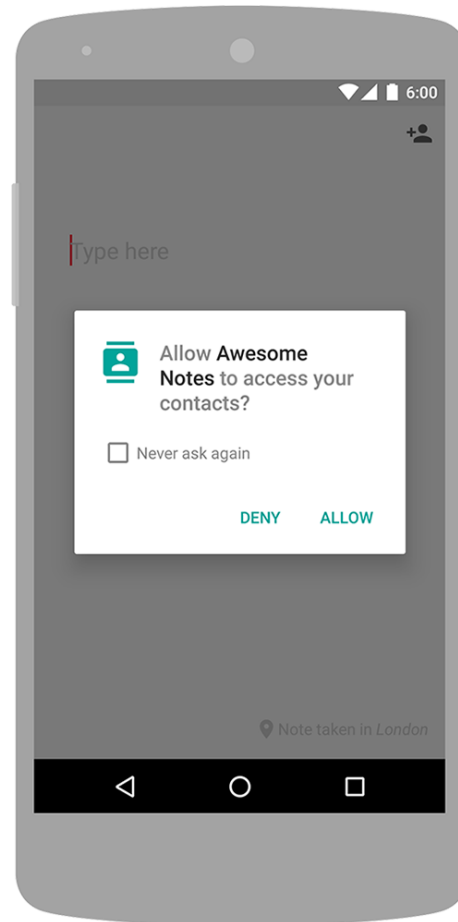 6:00
Type here
Allow Awesome
Notes to access your
contacts?
Never ask again
DENY ALLOW
Note taken in London